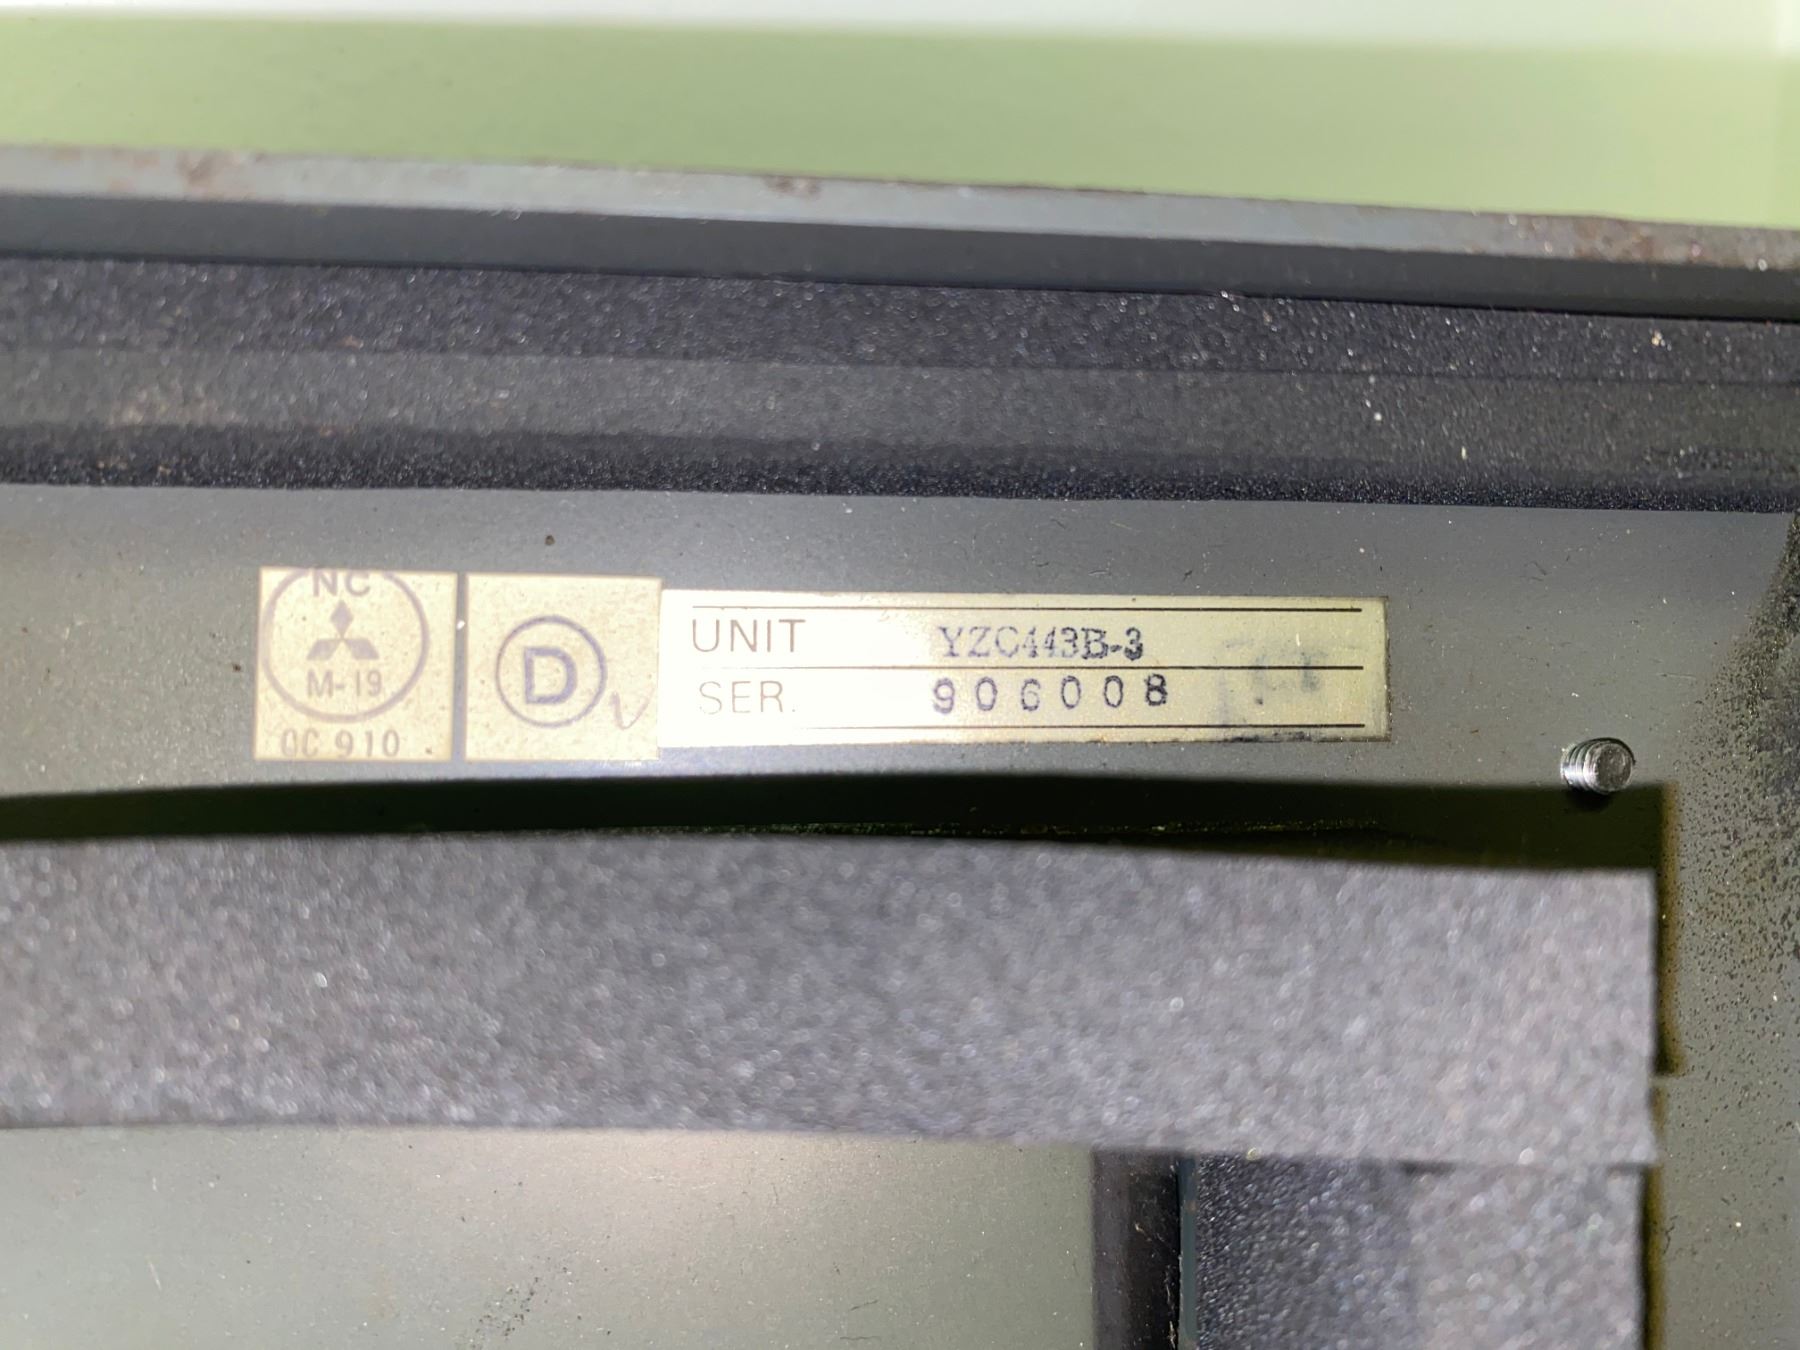 NC
M-19
QC 910
D
UNIT YZC443B-3
SER. 906008